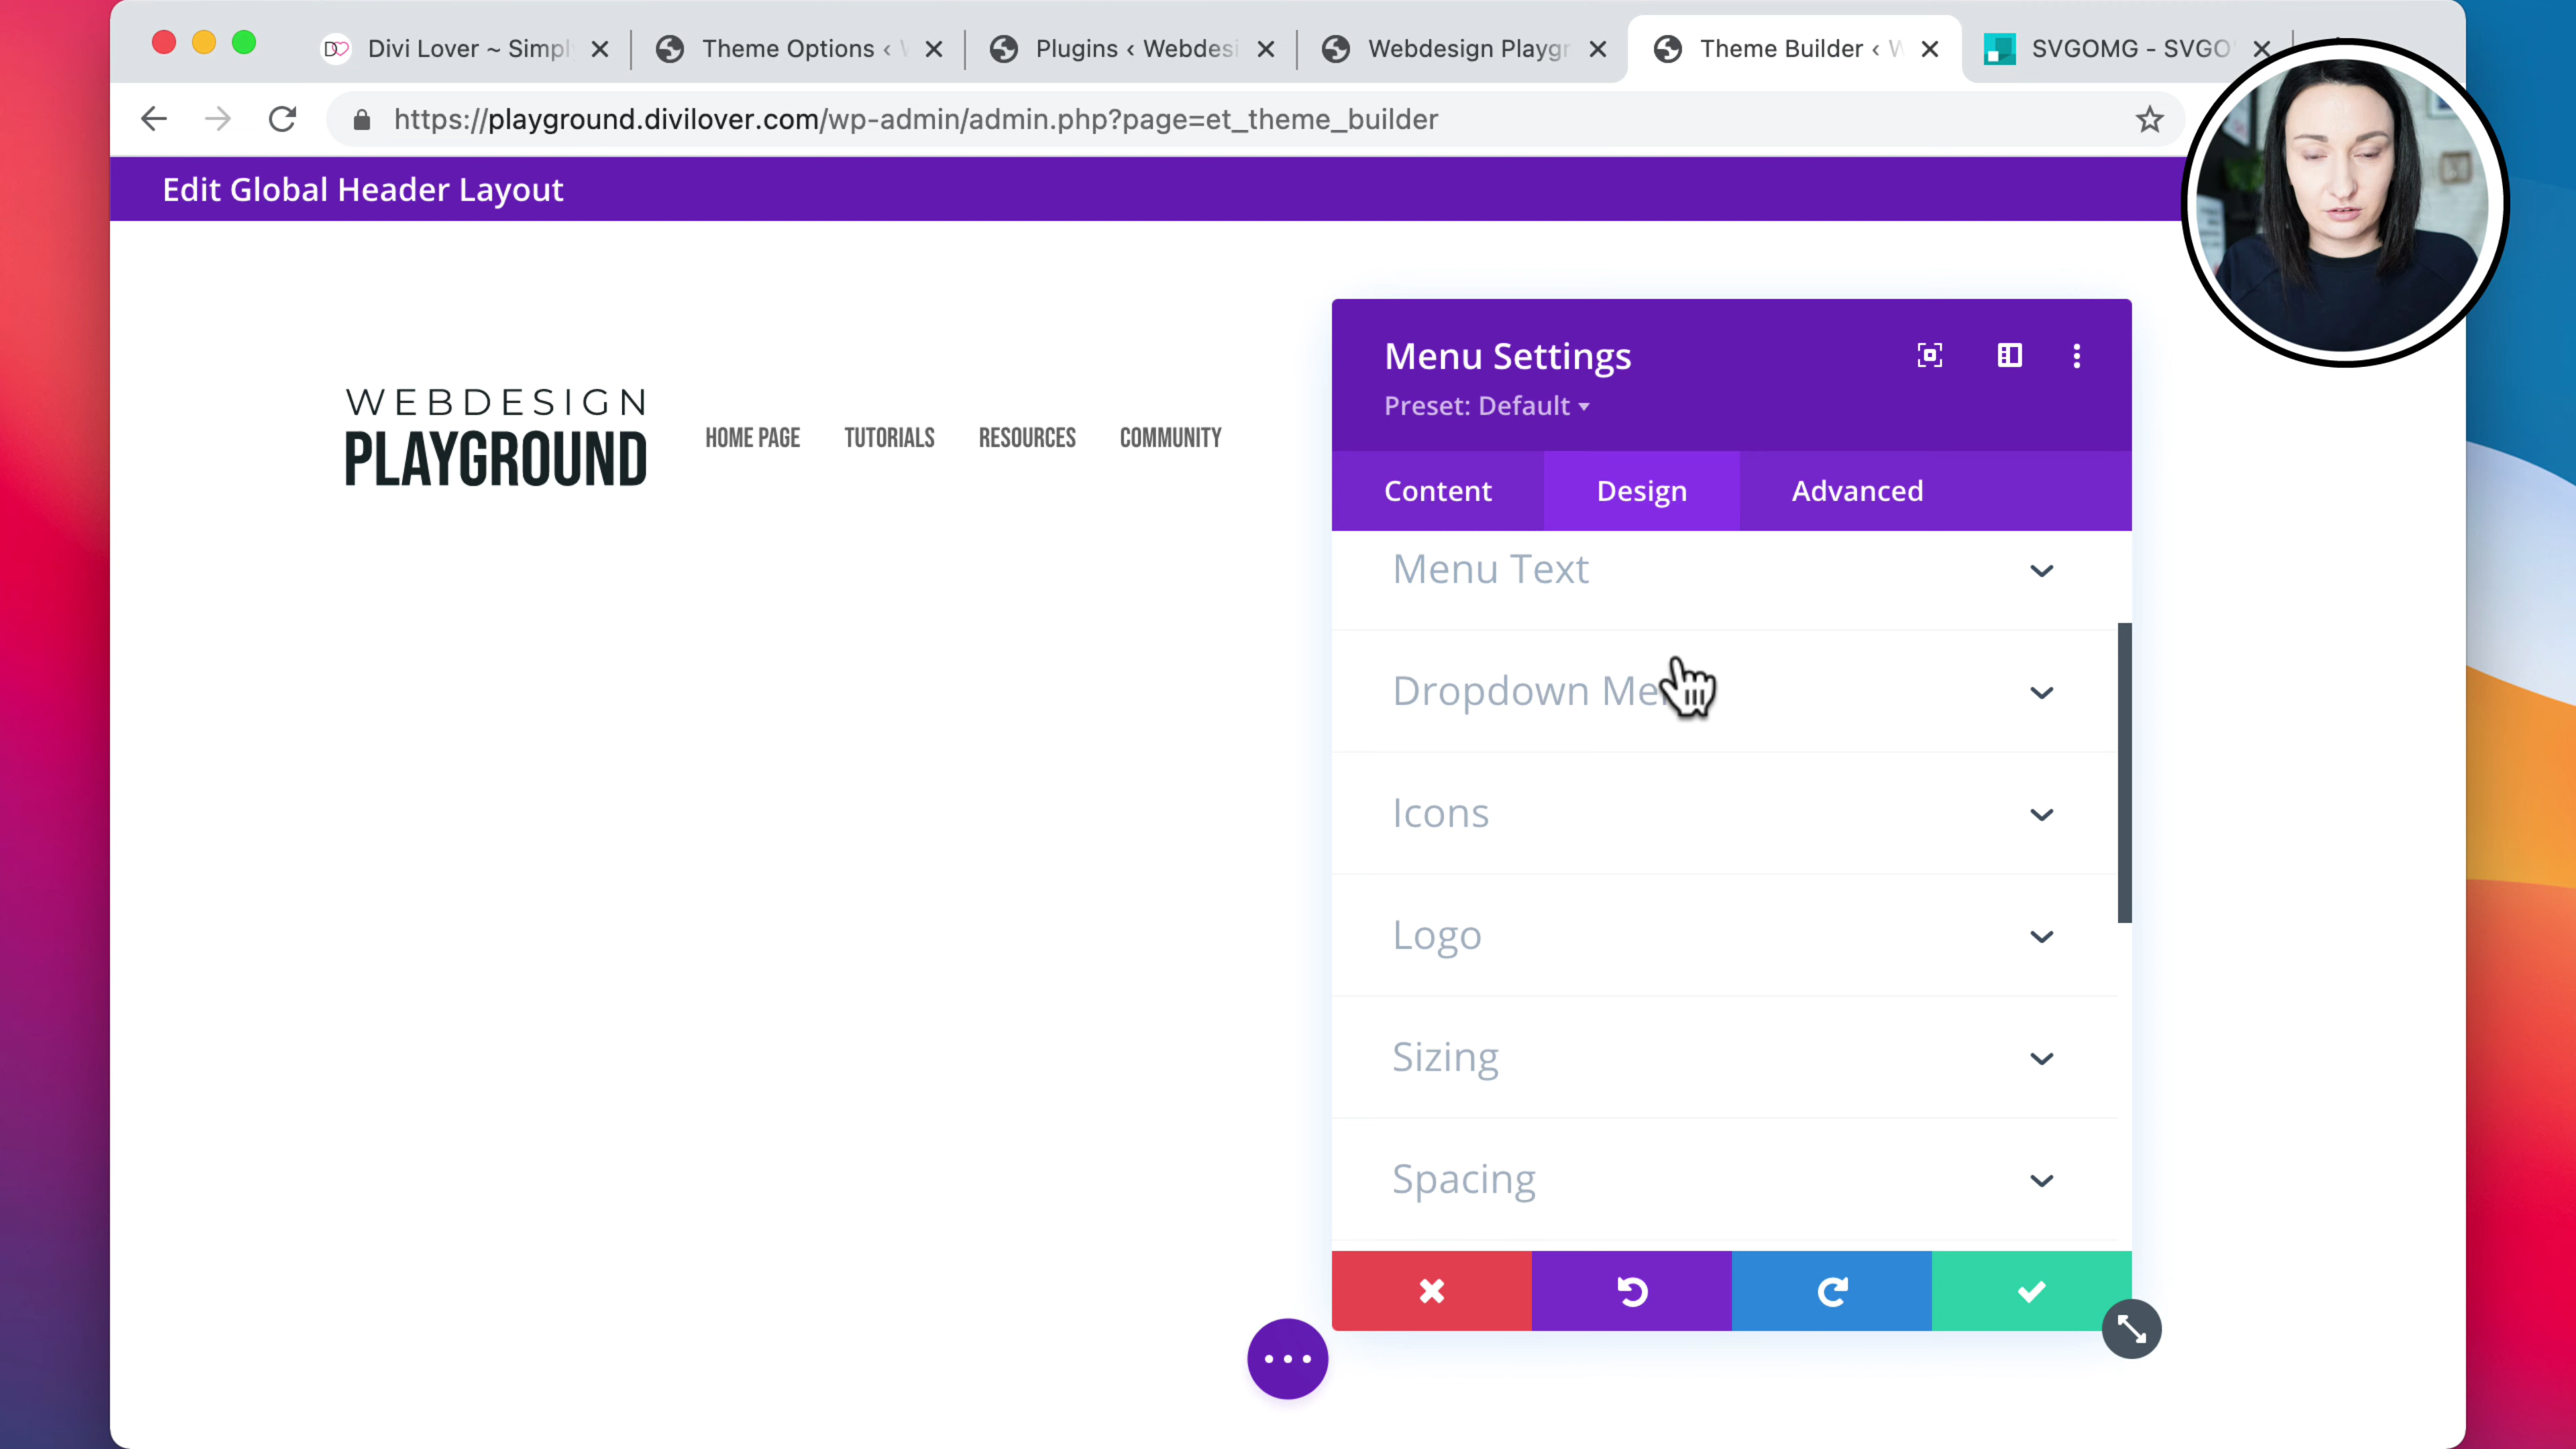 Divi Lover ~ Simpl
Theme Options ‹
Plugins ‹ Webdesi
Webdesign Playgr
Theme Builder ‹ W
SVGOMG - SVGO'
https://playground.divilover.com/wp-admin/admin.php?page=et_theme_builder
Edit Global Header Layout
WEBDESIGN
PLAYGROUND
HOME PAGE
TUTORIALS
RESOURCES
COMMUNITY
Menu Settings
Preset: Default
Content
Design
Advanced
Menu Text
Dropdown Me
Icons
Logo
Sizing
Spacing